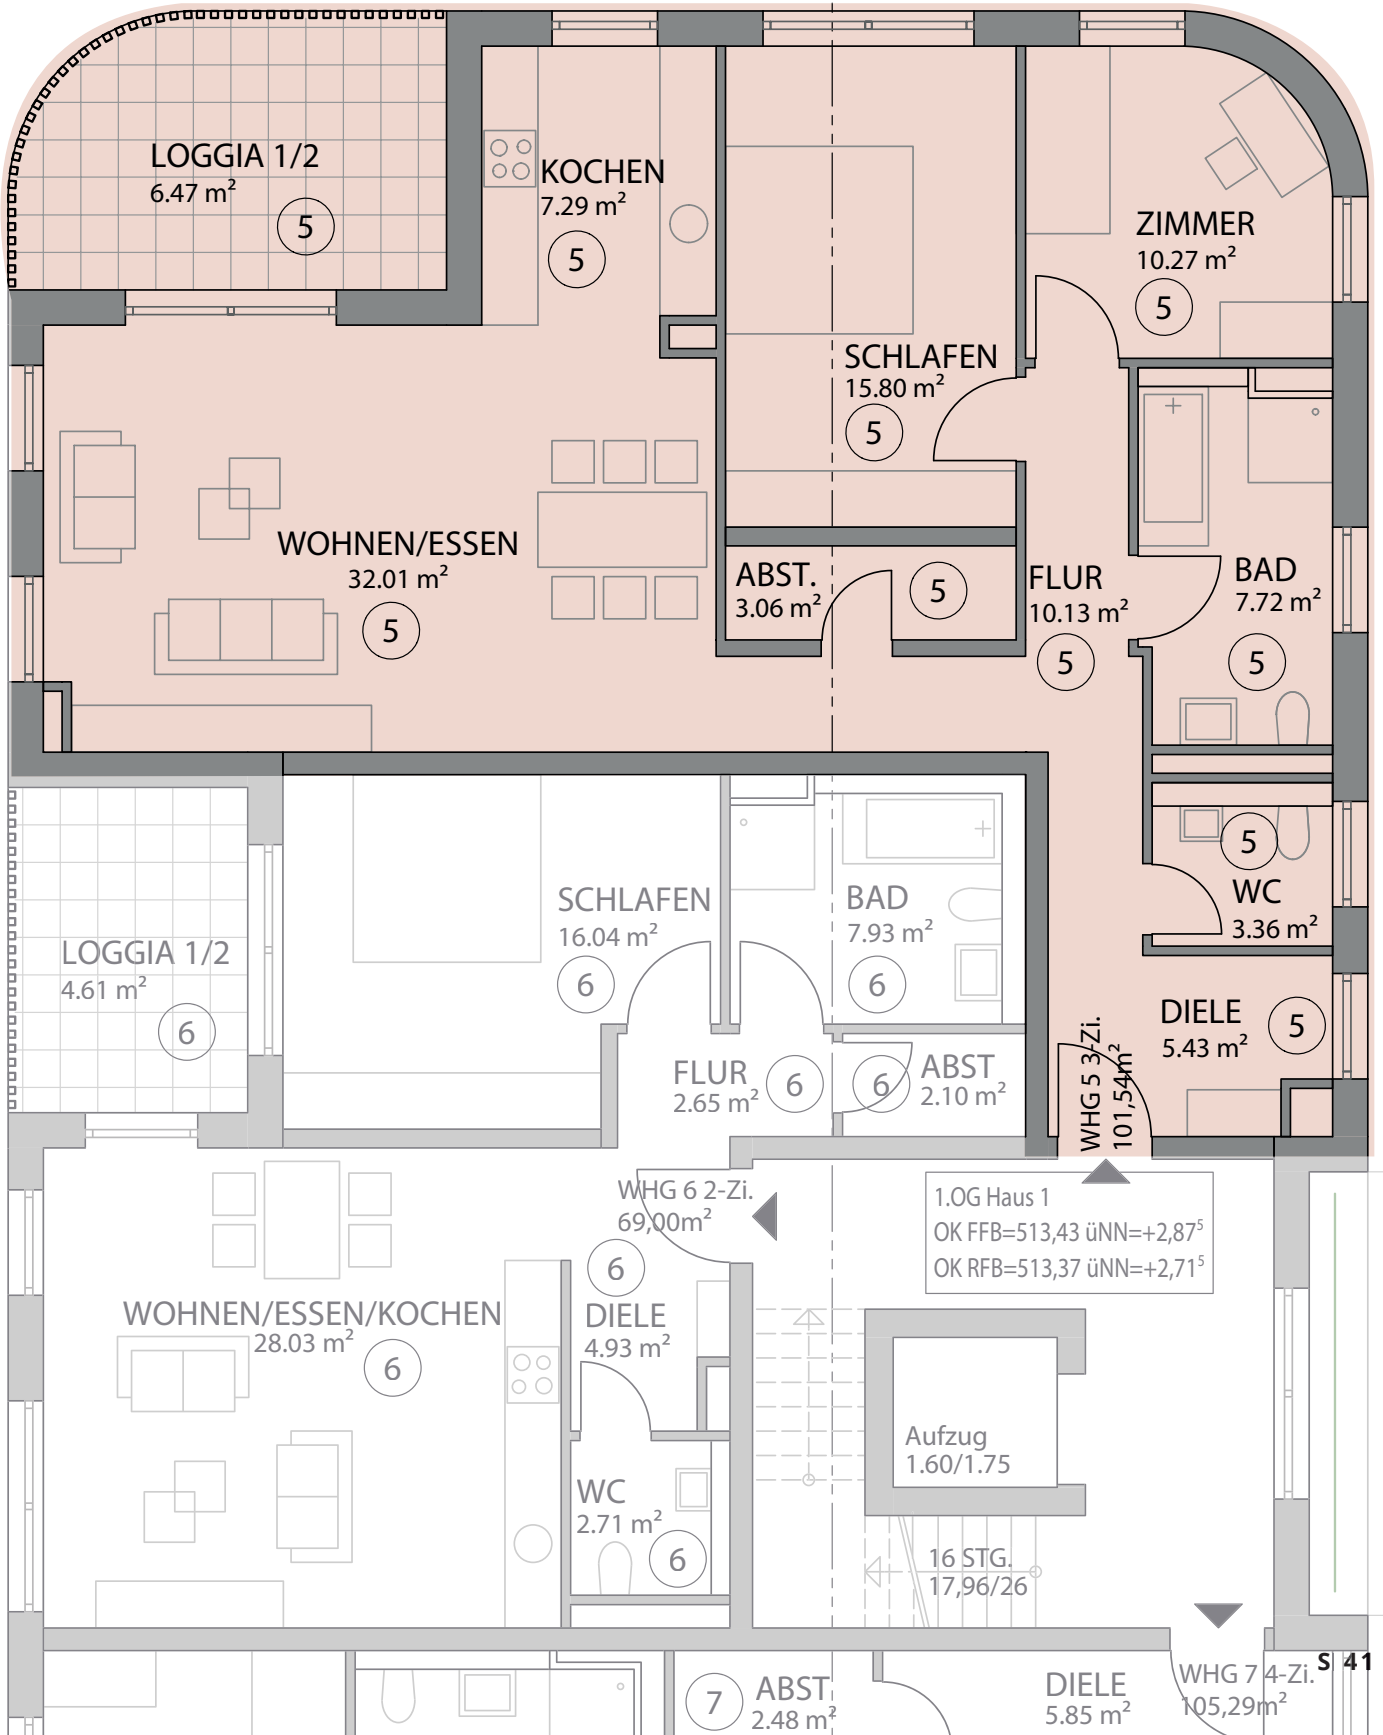 LOGGIA 1/2
6.47 m²
5
KOCHEN
7.29 m²
5
ZIMMER
10.27 m²
5
SCHLAFEN
15.80 m²
5
WOHNEN/ESSEN
32.01 m²
5
ABST.
3.06 m²
5
FLUR
10.13 m²
5
BAD
7.72 m²
5
5
WC
3.36 m²
DIELE
5.43 m²
5
WHG 5 3-Zi.
101,54m²
SCHLAFEN
16.04 m²
6
BAD
7.93 m²
6
LOGGIA 1/2
4.61 m²
6
FLUR
2.65 m²
6
6
ABST
2.10 m²
WHG 6 2-Zi.
69,00m²
6
DIELE
4.93 m²
1.OG Haus 1
OK FFB=513,43 üNN=+2,87⁵
OK RFB=513,37 üNN=+2,71⁵
WOHNEN/ESSEN/KOCHEN
28.03 m²
6
Aufzug
1.60/1.75
WC
2.71 m²
6
16 STG.
17,96/26
7
ABST
2.48 m²
DIELE
5.85 m²
WHG 7 4-Zi.
105,29m²
S 41